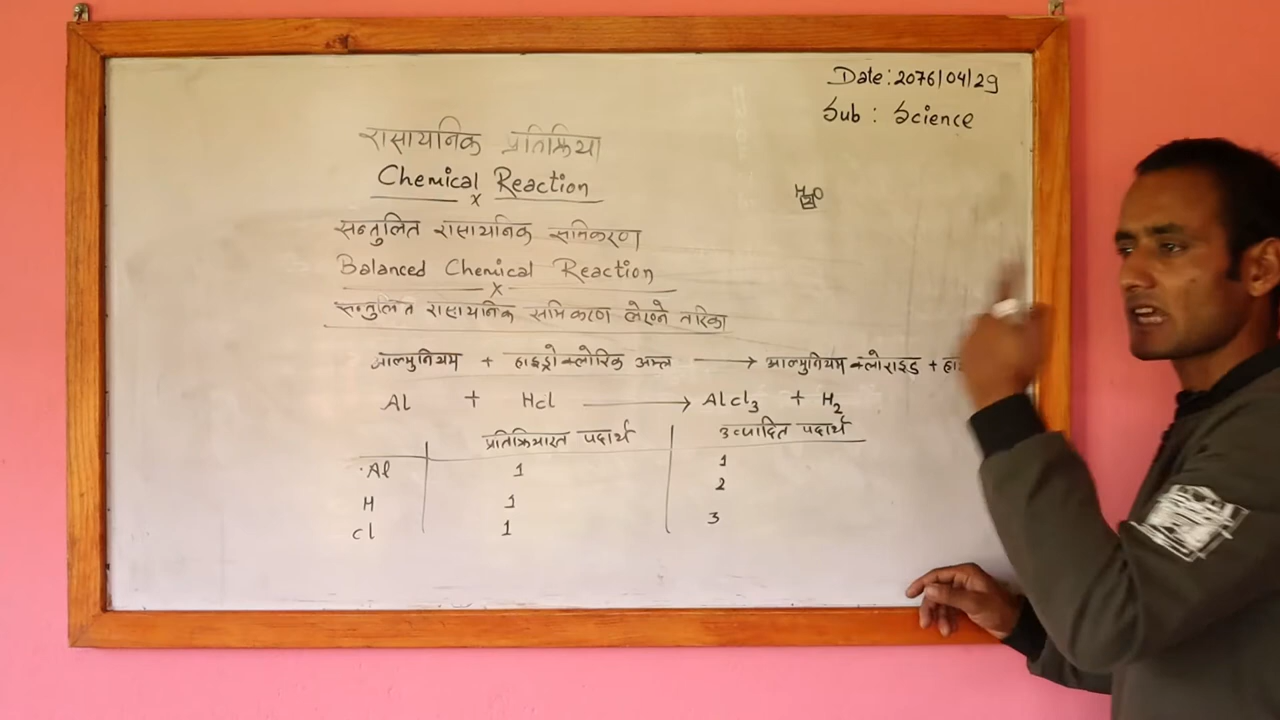 Date: 2076/04/29
Sub : Science
रासायनिक प्रतिक्रिया
Chemical Reaction
x
H2O
सन्तुलित रासायनिक समिकरण
Balanced Chemical Reaction
x
सन्तुलित रासायनिक समिकरण लेख्ने तरिका
आल्मुनियम + हाइड्रोक्लोरिक अम्ल → आल्मुनियम क्लोराइड +
Al + Hcl → Alcl3 + H2
प्रतिक्रियारत पदार्थ उत्पादित पदार्थ
Al 1 1
H 1 2
cl 1 3